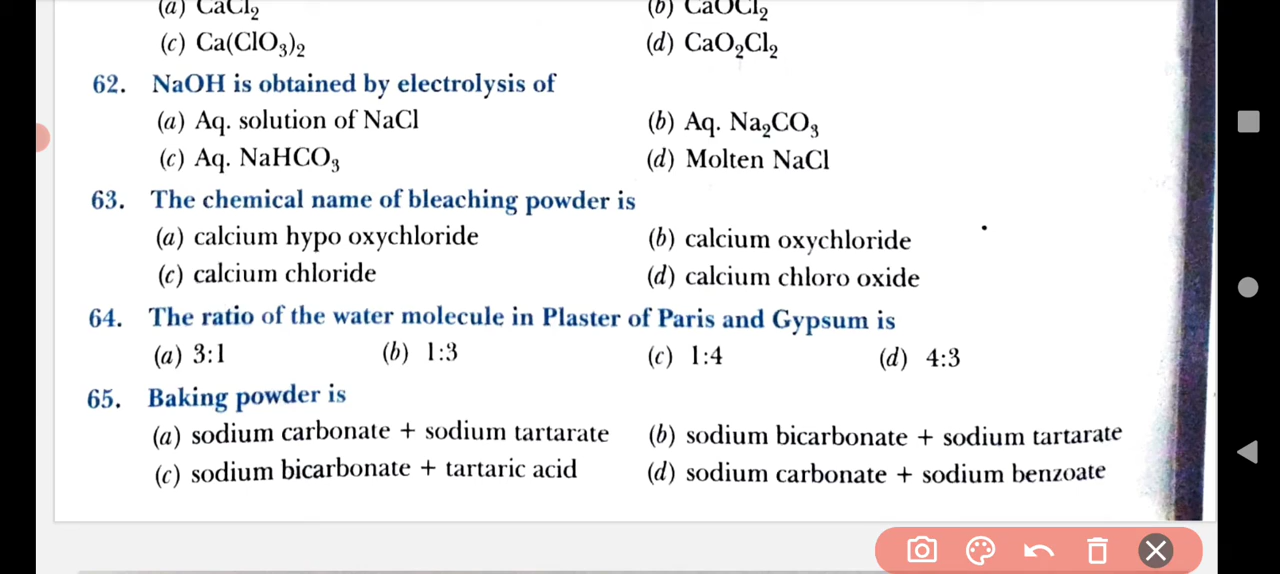 (a) CaCl₂ (b) CaOCl₂
(c) Ca(ClO₃)₂ (d) CaO₂Cl₂
62. NaOH is obtained by electrolysis of
(a) Aq. solution of NaCl (b) Aq. Na₂CO₃
(c) Aq. NaHCO₃ (d) Molten NaCl
63. The chemical name of bleaching powder is
(a) calcium hypo oxychloride (b) calcium oxychloride
(c) calcium chloride (d) calcium chloro oxide
64. The ratio of the water molecule in Plaster of Paris and Gypsum is
(a) 3:1 (b) 1:3 (c) 1:4 (d) 4:3
65. Baking powder is
(a) sodium carbonate + sodium tartarate (b) sodium bicarbonate + sodium tartarate
(c) sodium bicarbonate + tartaric acid (d) sodium carbonate + sodium benzoate